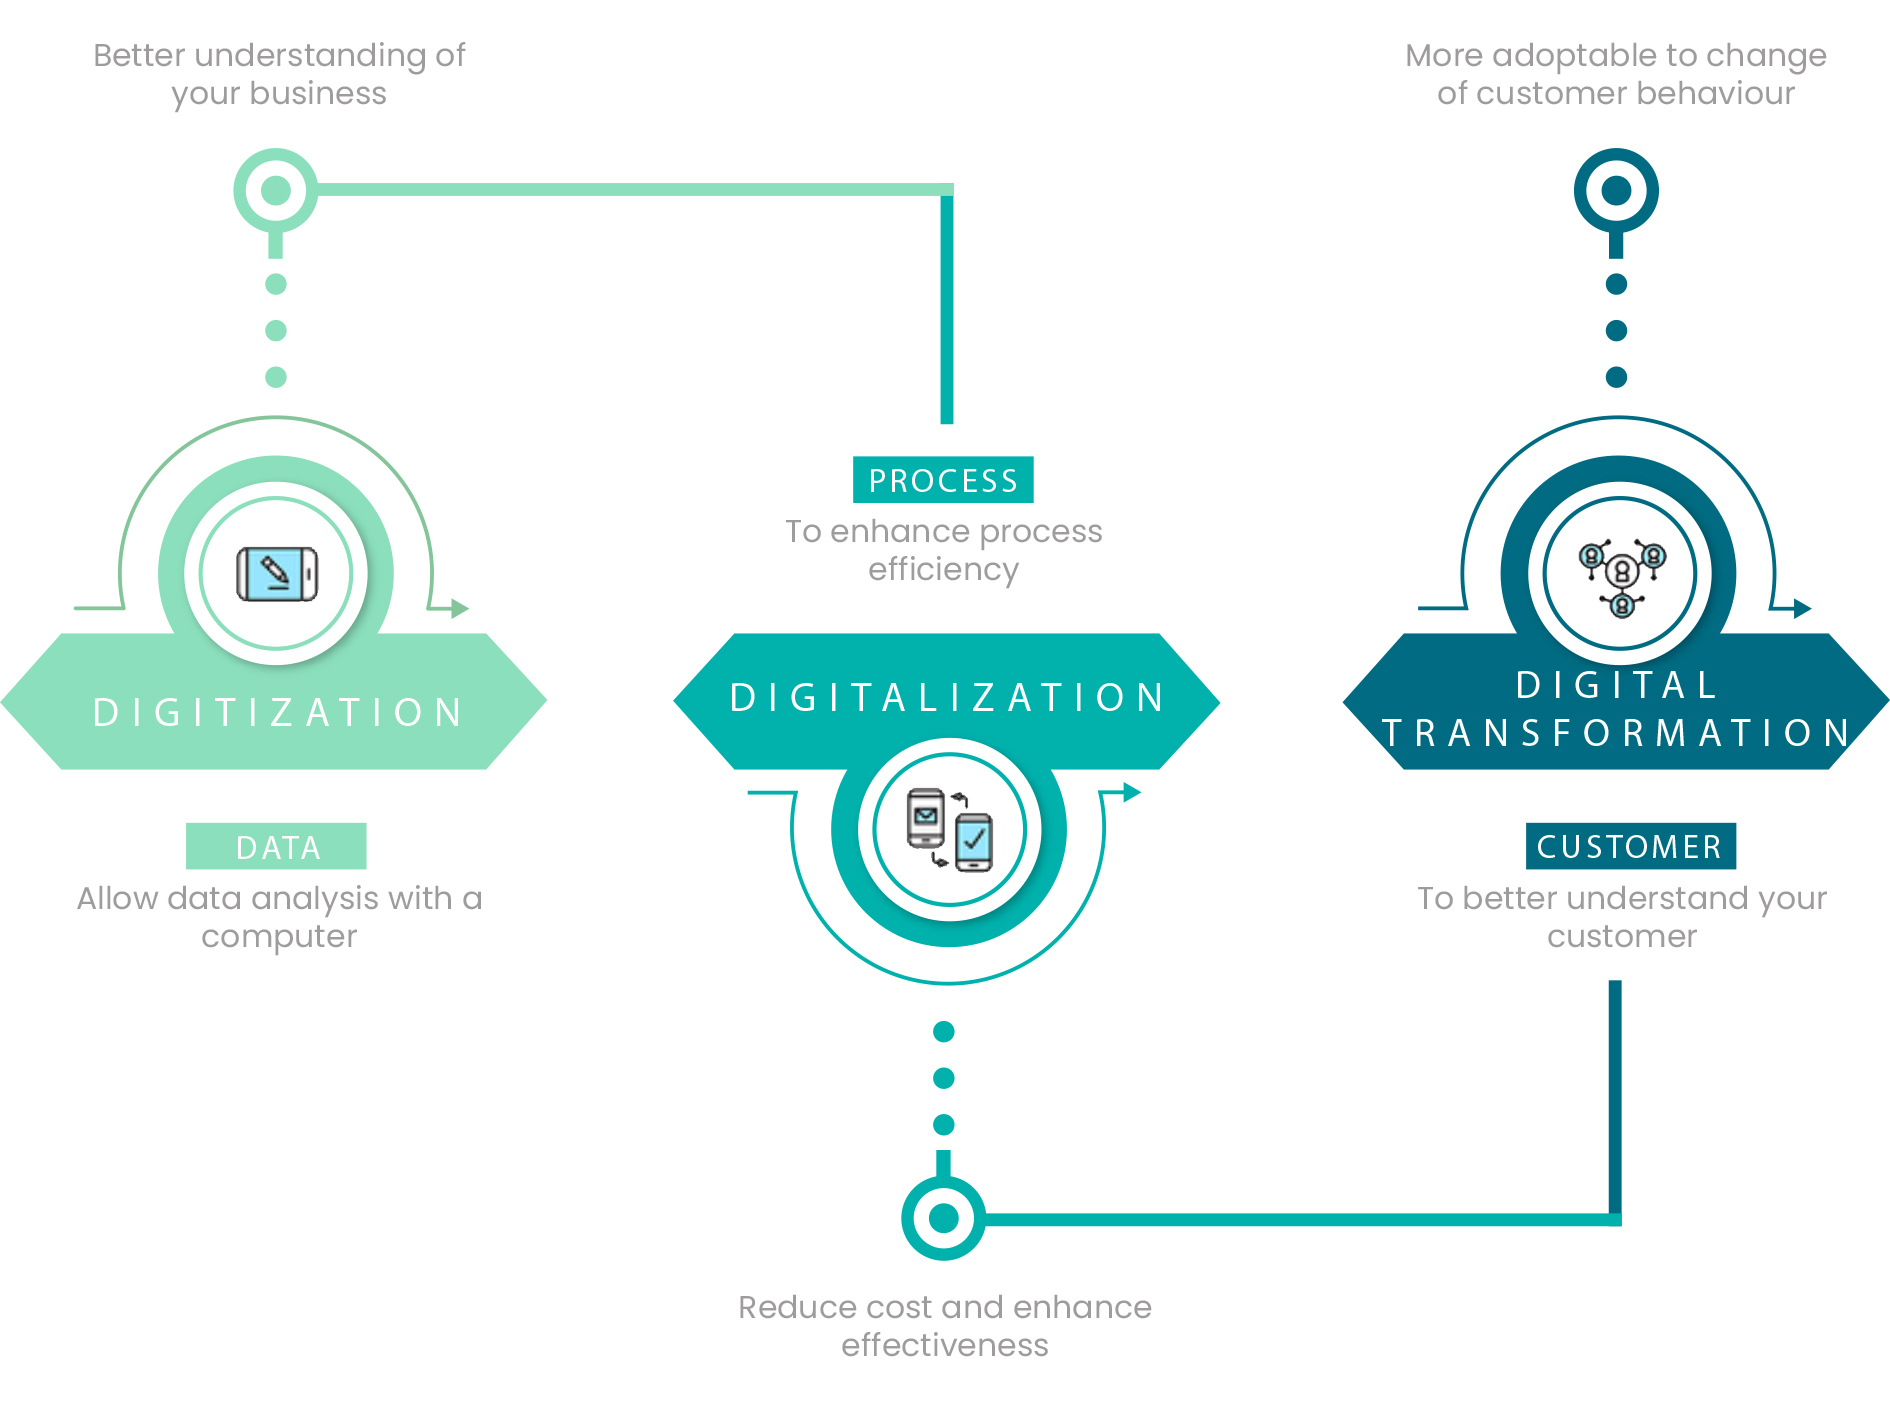 Better understanding of
your business
DIGITIZATION
DATA
Allow data analysis with a
computer
PROCESS
To enhance process
efficiency
DIGITALIZATION
Reduce cost and enhance
effectiveness
More adoptable to change
of customer behaviour
DIGITAL
TRANSFORMATION
CUSTOMER
To better understand your
customer